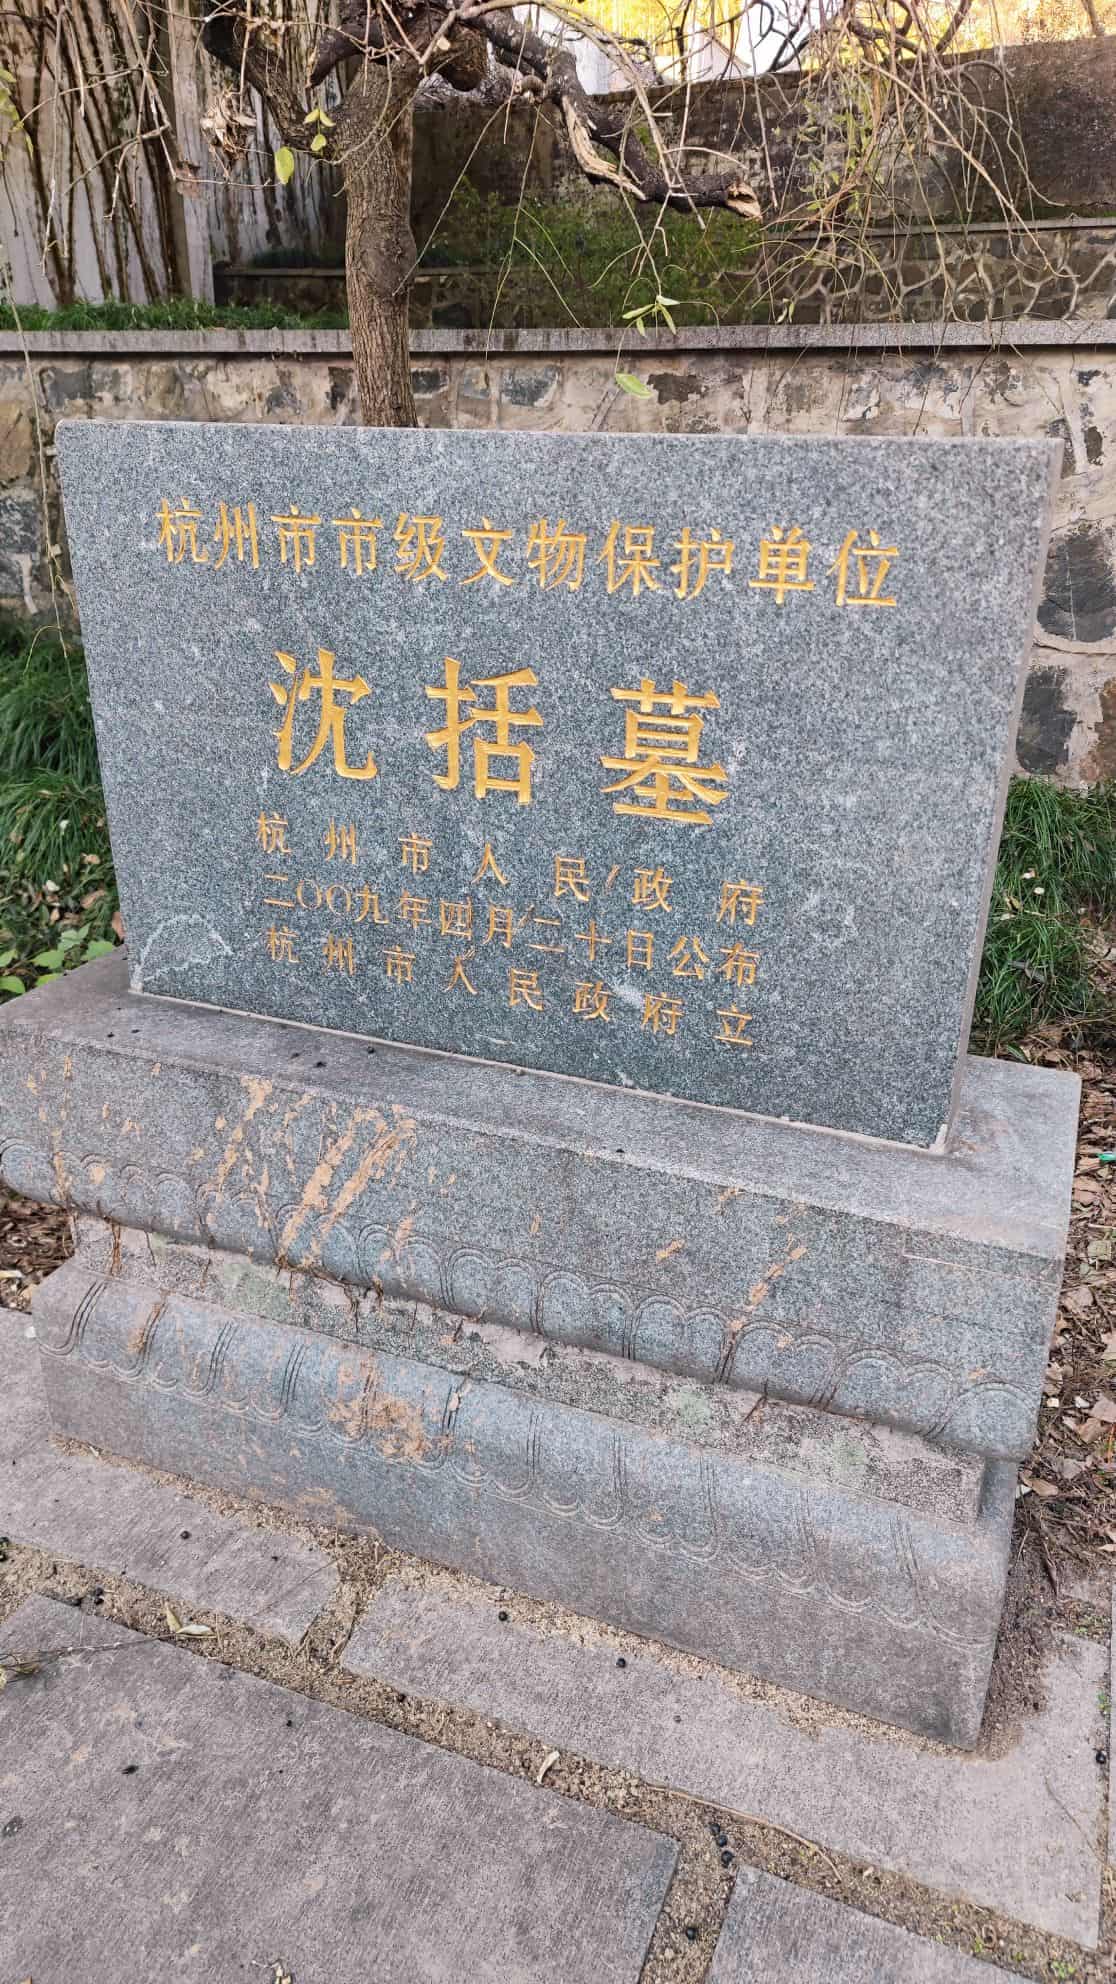 杭州市市级文物保护单位
沈括墓
杭州市人民政府
二〇〇九年四月二十日公布
杭州市人民政府立